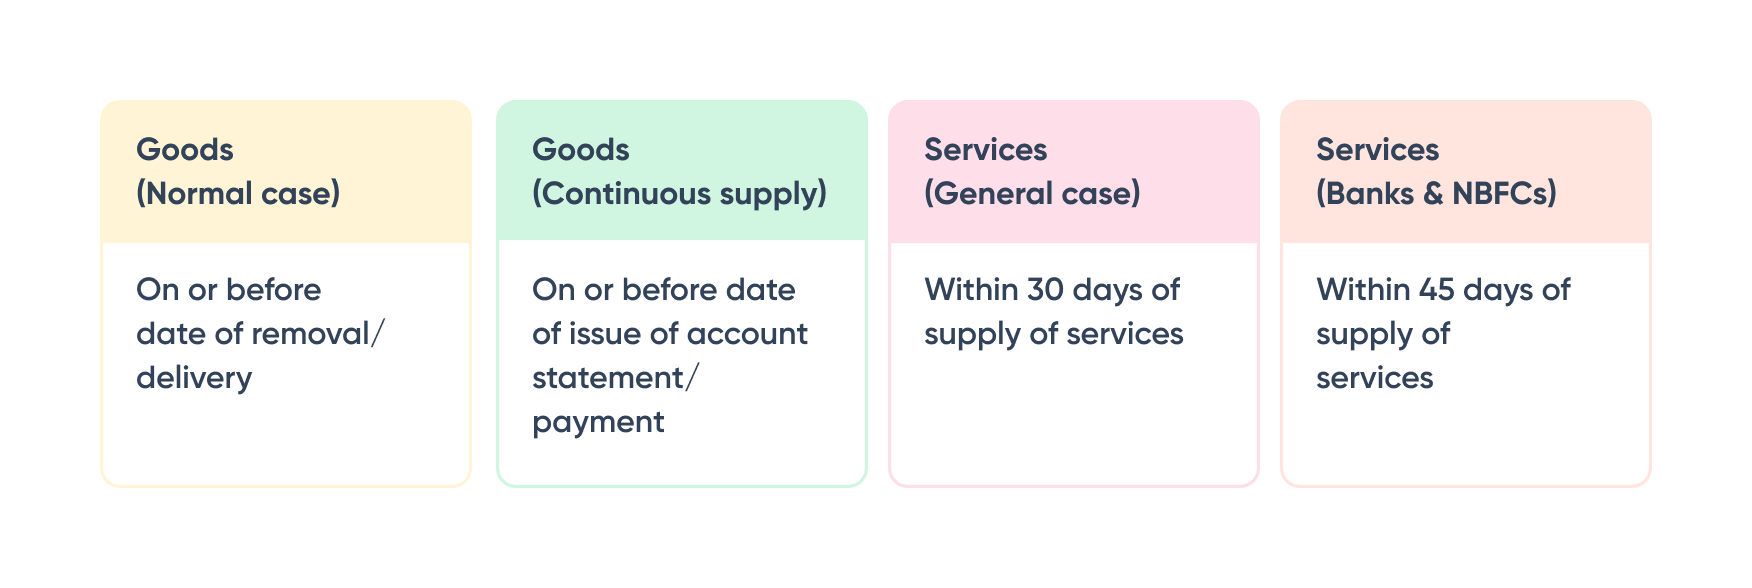 Goods
(Normal case)
On or before
date of removal/
delivery
Goods
(Continuous supply)
On or before date
of issue of account
statement/
payment
Services
(General case)
Within 30 days of
supply of services
Services
(Banks & NBFCs)
Within 45 days of
supply of
services